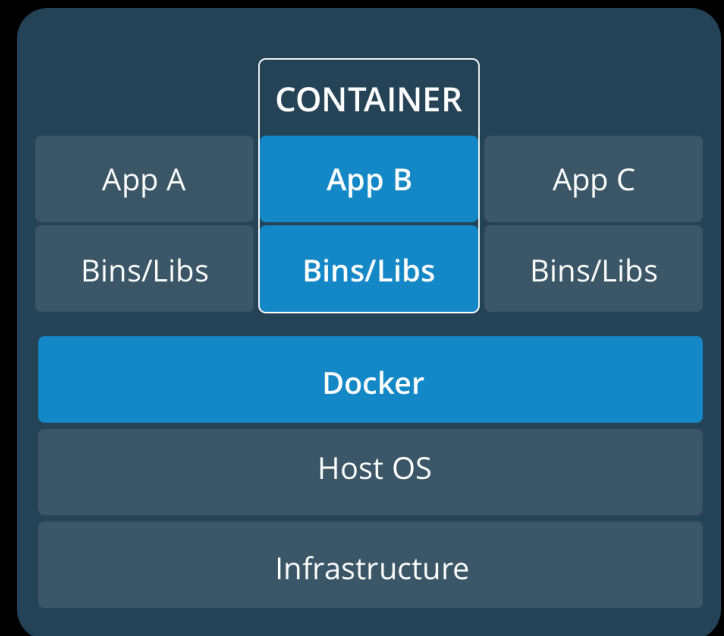 CONTAINER
App A App B App C
Bins/Libs Bins/Libs Bins/Libs
Docker
Host OS
Infrastructure